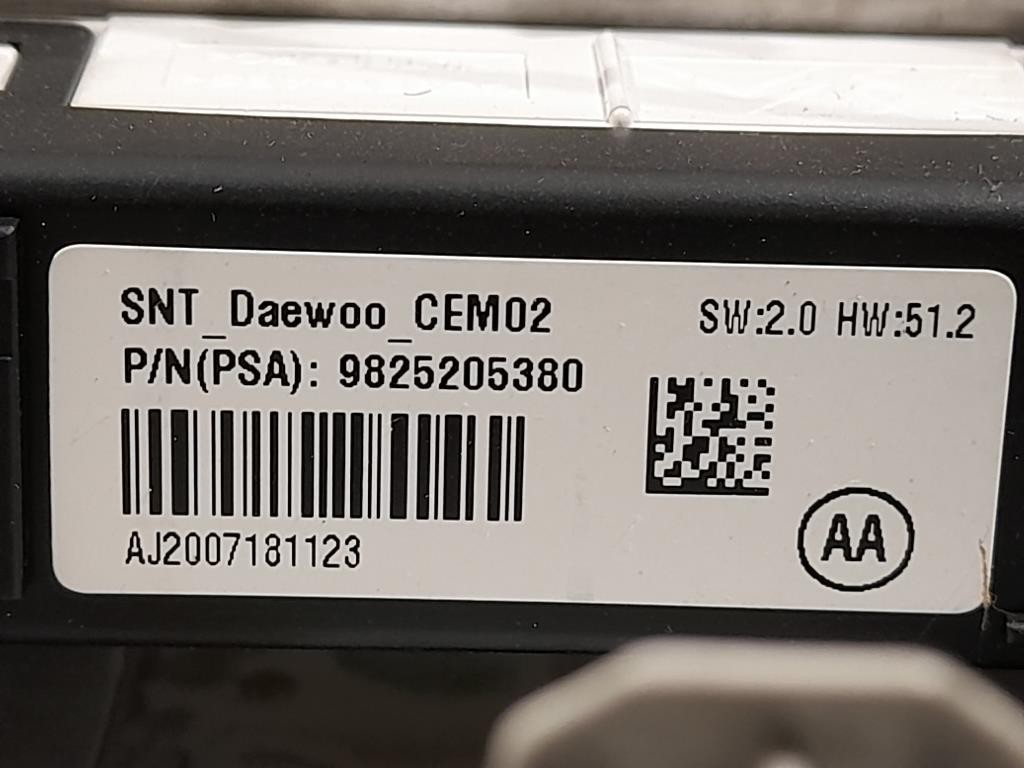 SNT_Daewoo_CEM02
SW:2.0 HW:51.2
P/N(PSA): 9825205380
AJ2007181123
AA